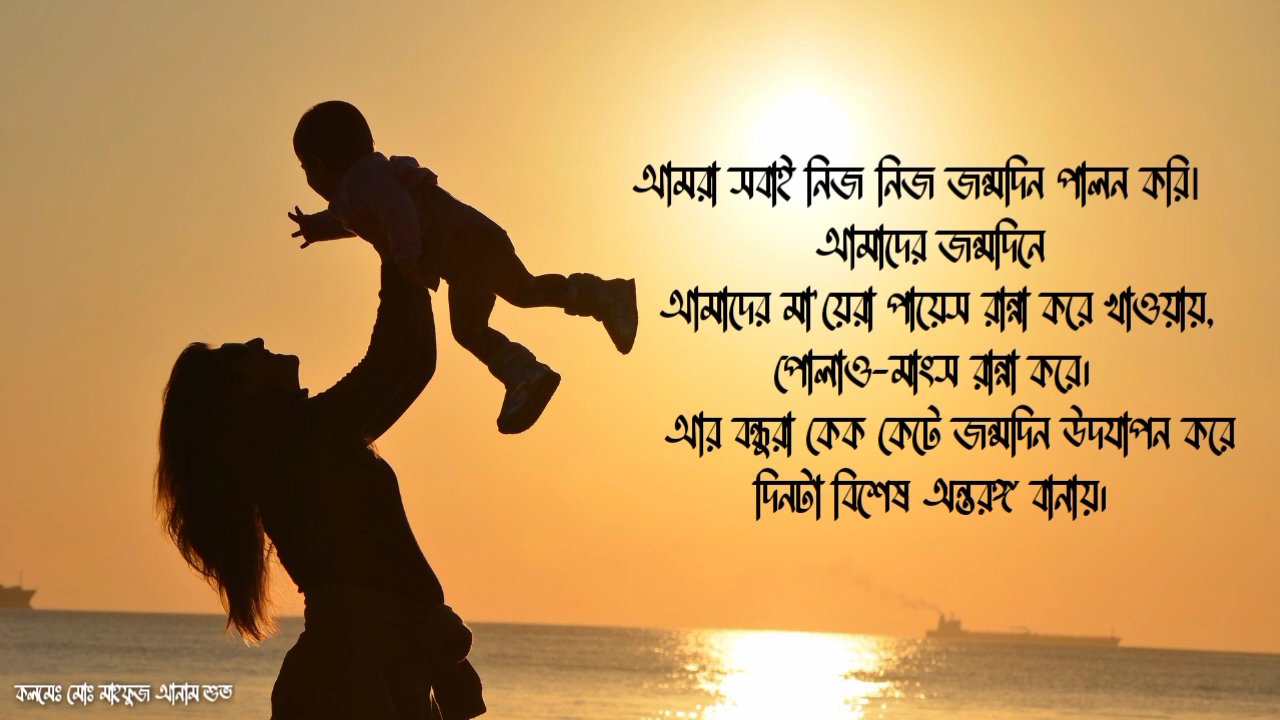 আমরা সবাই নিজ নিজ জন্মদিন পালন করি।
আমাদের জন্মদিনে
আমাদের মা'য়েরা পায়েস রান্না করে খাওয়ায়,
পোলাও-মাংস রান্না করে।
আর বন্ধুরা কেক কেটে জন্মদিন উদযাপন করে
দিনটা বিশেষ অন্তরঙ্গ বানায়।
কলমেঃ মোঃ মাহফুজ আনাম শুভ